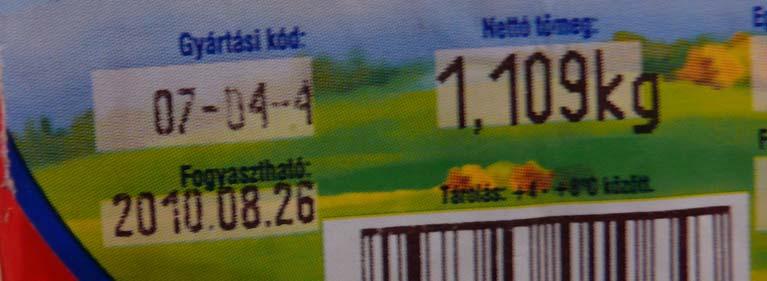 Gyártási kód:
07-04-4
Nettó tömeg:
1,109kg
Fogyasztható:
2010.08.26
Tárolás: +4 - +8°C között.